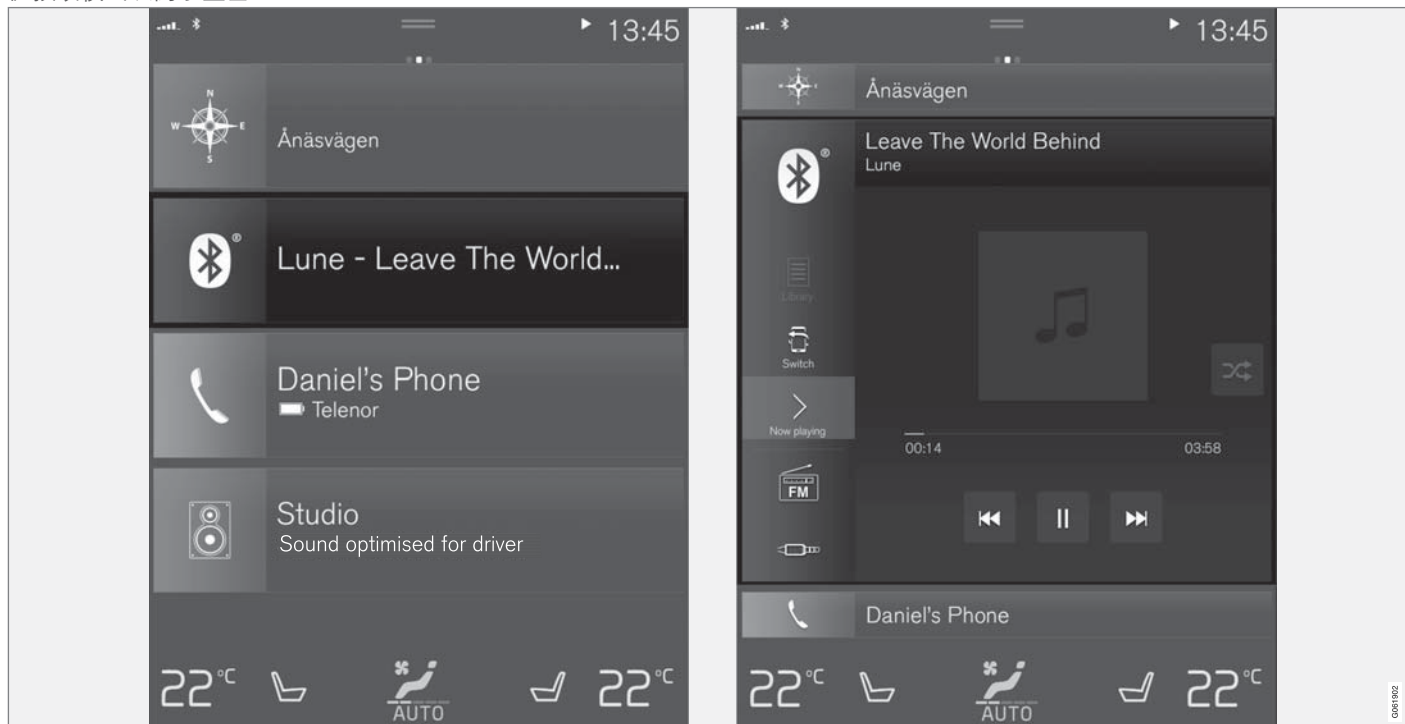 13:45
N
W E
S
Ånäsvägen
Lune - Leave The World...
Daniel's Phone
Telenor
Studio
Sound optimised for driver
22°C
AUTO
22°C
13:45
Ånäsvägen
Leave The World Behind
Lune
Library
Switch
Now playing
00:14 03:58
FM
Daniel's Phone
22°C
AUTO
22°C
G061902